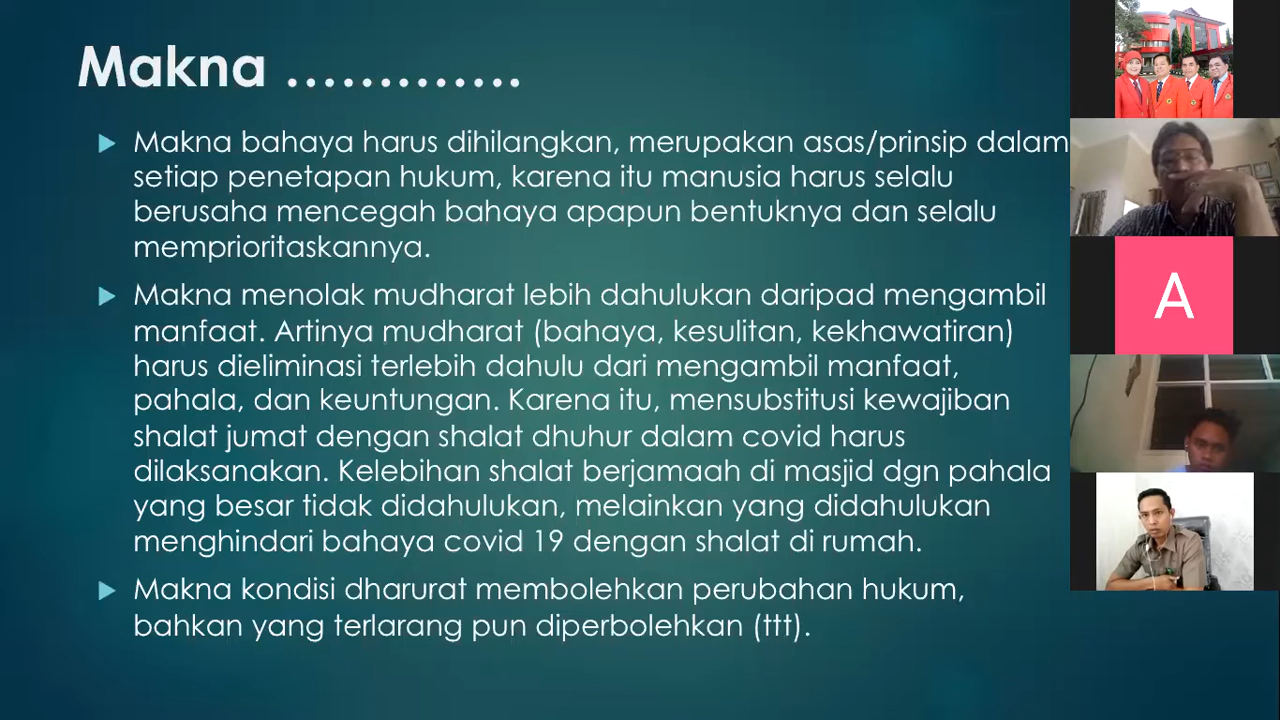 Makna .............
Makna bahaya harus dihilangkan, merupakan asas/prinsip dalam
setiap penetapan hukum, karena itu manusia harus selalu
berusaha mencegah bahaya apapun bentuknya dan selalu
memprioritaskannya.
Makna menolak mudharat lebih dahulukan daripad mengambil
manfaat. Artinya mudharat (bahaya, kesulitan, kekhawatiran)
harus dieliminasi terlebih dahulu dari mengambil manfaat,
pahala, dan keuntungan. Karena itu, mensubstitusi kewajiban
shalat jumat dengan shalat dhuhur dalam covid harus
dilaksanakan. Kelebihan shalat berjamaah di masjid dgn pahala
yang besar tidak didahulukan, melainkan yang didahulukan
menghindari bahaya covid 19 dengan shalat di rumah.
Makna kondisi dharurat membolehkan perubahan hukum,
bahkan yang terlarang pun diperbolehkan (ttt).
A